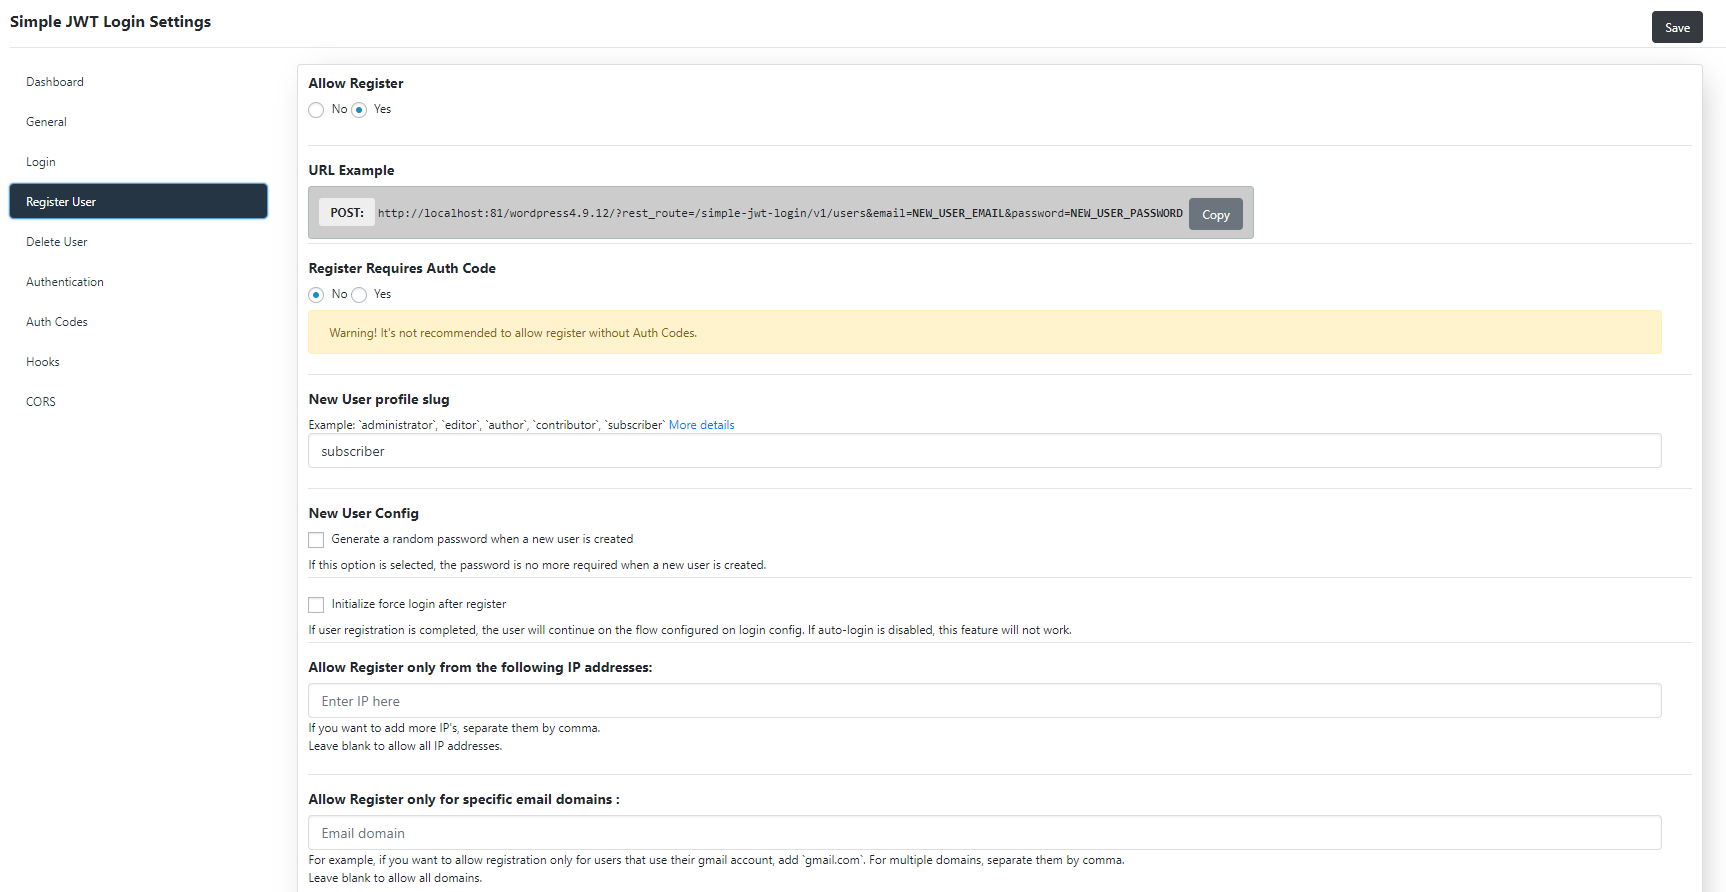 Simple JWT Login Settings
Save
Dashboard
General
Login
Register User
Delete User
Authentication
Auth Codes
Hooks
CORS
Allow Register
No Yes
URL Example
POST: http://localhost:81/wordpress4.9.12/?rest_route=/simple-jwt-login/v1/users&email=NEW_USER_EMAIL&password=NEW_USER_PASSWORD Copy
Register Requires Auth Code
No Yes
Warning! It's not recommended to allow register without Auth Codes.
New User profile slug
Example: `administrator`, `editor`, `author`, `contributor`, `subscriber` More details
subscriber
New User Config
Generate a random password when a new user is created
If this option is selected, the password is no more required when a new user is created.
Initialize force login after register
If user registration is completed, the user will continue on the flow configured on login config. If auto-login is disabled, this feature will not work.
Allow Register only from the following IP addresses:
Enter IP here
If you want to add more IP's, separate them by comma.
Leave blank to allow all IP addresses.
Allow Register only for specific email domains :
Email domain
For example, if you want to allow registration only for users that use their gmail account, add `gmail.com`. For multiple domains, separate them by comma.
Leave blank to allow all domains.